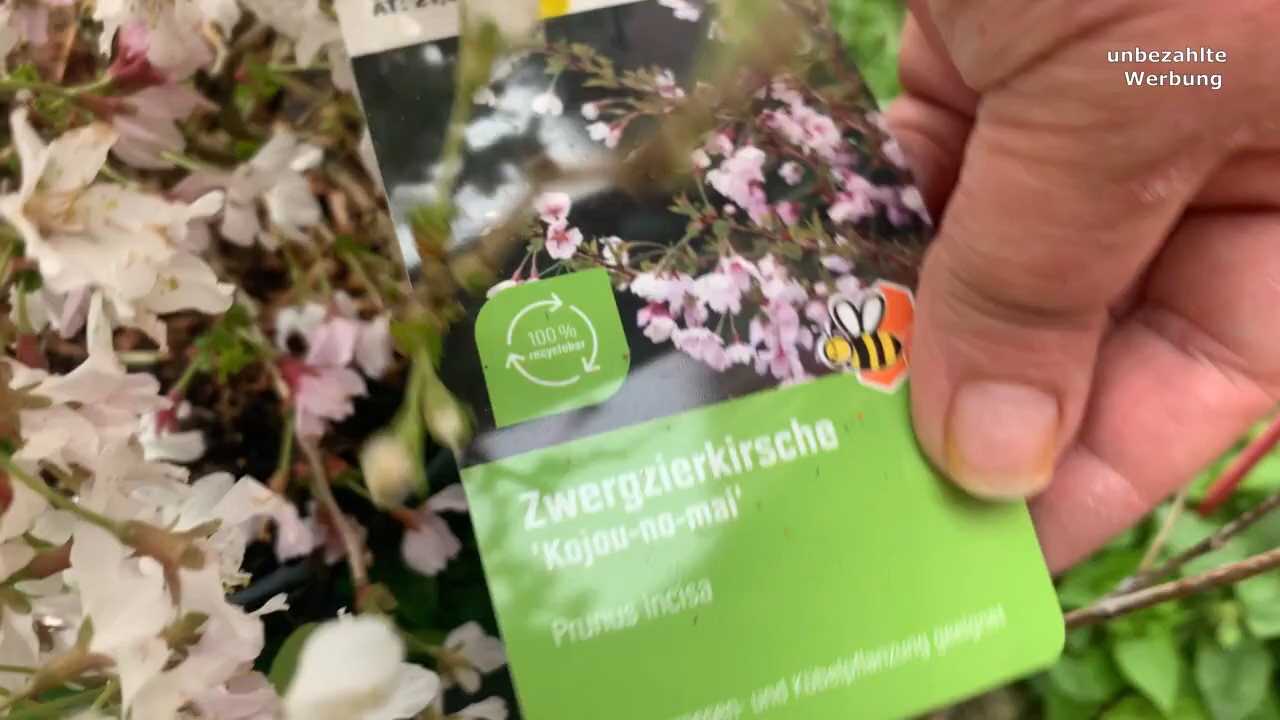 unbezahlte
Werbung
100%
recyclebar
Zwergzierkirsche
'Kojou-no-mai'
Prunus incisa
und Kübelpflanzung geeignet